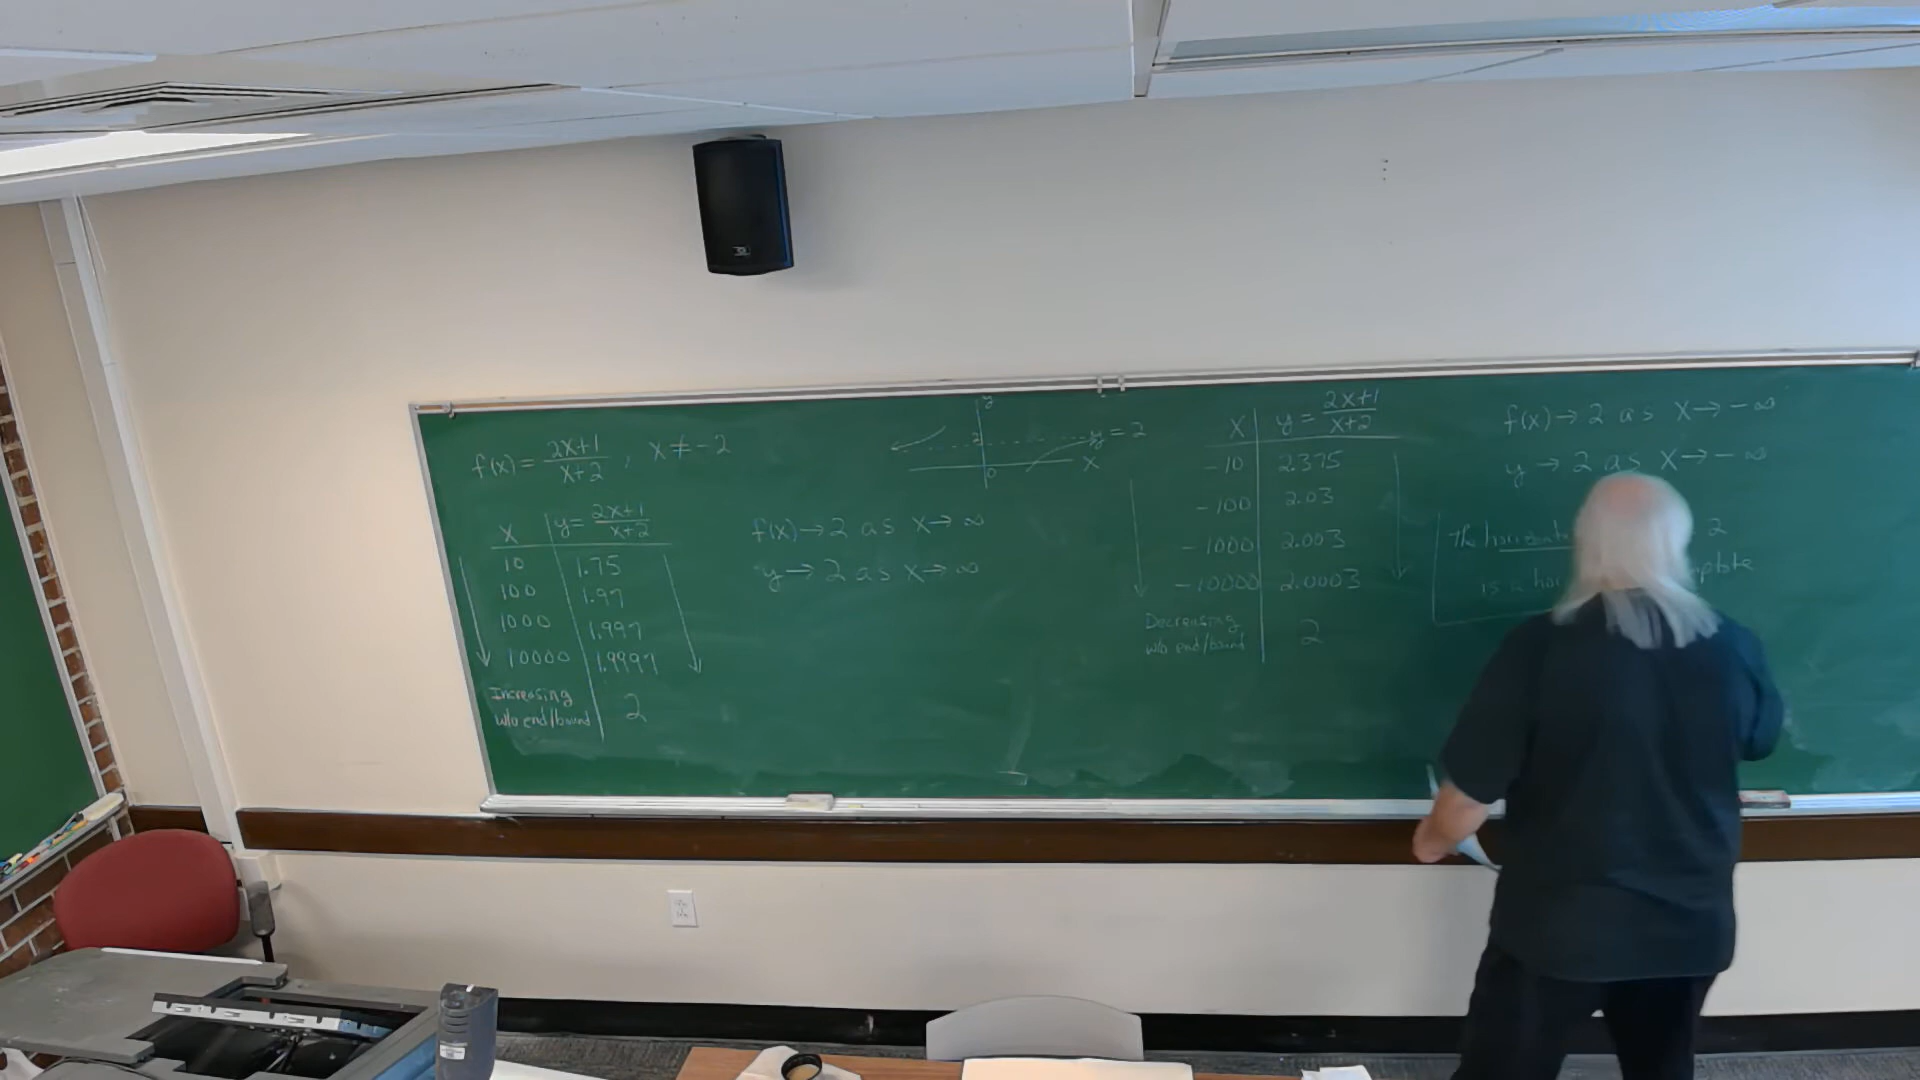 f(x) = 2x+1 / x+2 , x ≠ -2
x | y = 2x+1 / x+2
10 | 1.75
100 | 1.97
1000 | 1.997
10000 | 1.9997
Increasing w/o end/bound | 2
f(x) → 2 as x → ∞
y → 2 as x → ∞
y
2
y = 2
x
0
x | y = 2x+1 / x+2
-10 | 2.375
-100 | 2.03
-1000 | 2.003
-10000 | 2.0003
Decreasing w/o end/bound | 2
f(x) → 2 as x → -∞
y → 2 as x → -∞
The 2
is a